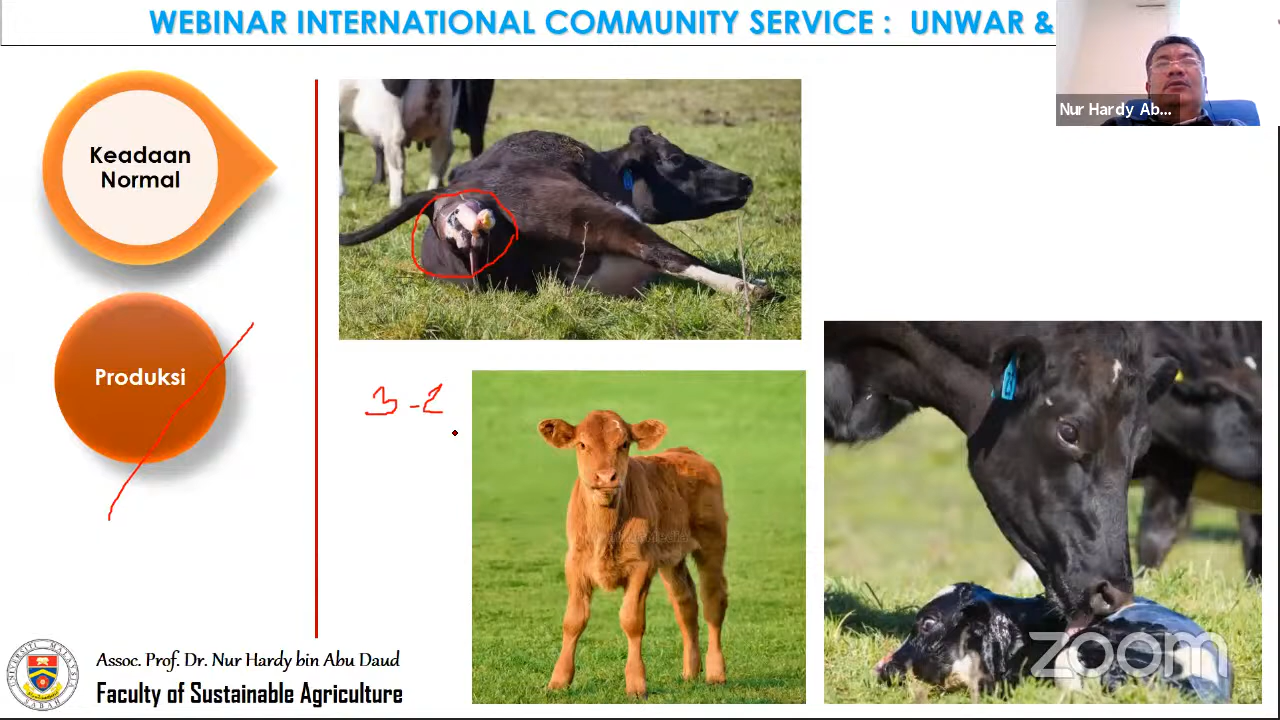 WEBINAR INTERNATIONAL COMMUNITY SERVICE : UNWAR &
Nur Hardy Ab...
Keadaan
Normal
Produksi
3-2
zoom
Assoc. Prof. Dr. Nur Hardy bin Abu Daud
Faculty of Sustainable Agriculture